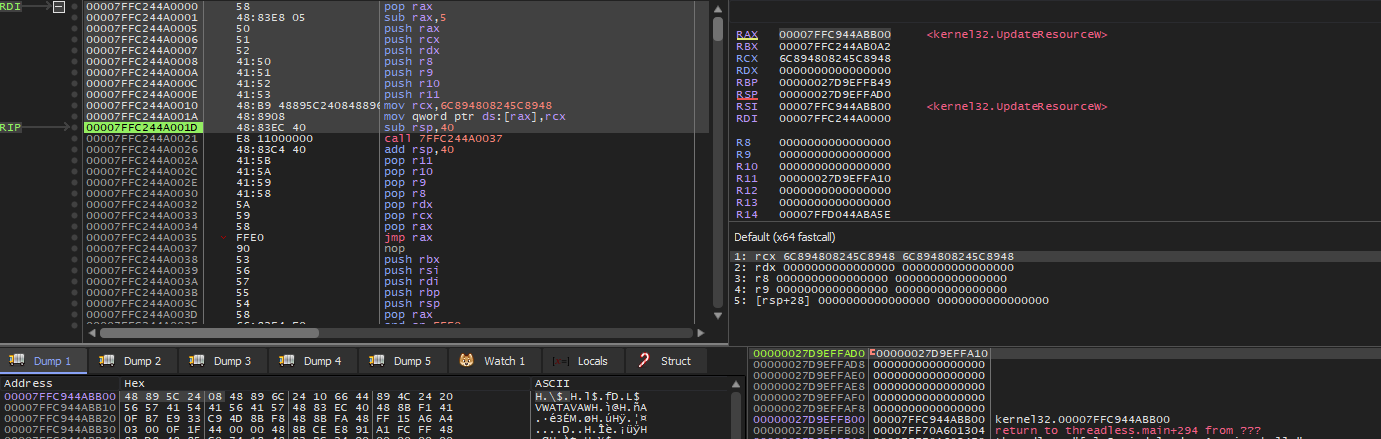 RDI
00007FFC244A0000 58 pop rax
00007FFC244A0001 48:83E8 05 sub rax,5
00007FFC244A0005 50 push rax
00007FFC244A0006 51 push rcx
00007FFC244A0007 52 push rdx
00007FFC244A0008 41:50 push r8
00007FFC244A000A 41:51 push r9
00007FFC244A000C 41:52 push r10
00007FFC244A000E 41:53 push r11
00007FFC244A0010 48:B9 48895C240848896 mov rcx,6C894808245C8948
00007FFC244A001A 48:8908 mov qword ptr ds:[rax],rcx
RIP 00007FFC244A001D 48:83EC 40 sub rsp,40
00007FFC244A0021 E8 11000000 call 7FFC244A0037
00007FFC244A0026 48:83C4 40 add rsp,40
00007FFC244A002A 41:5B pop r11
00007FFC244A002C 41:5A pop r10
00007FFC244A002E 41:59 pop r9
00007FFC244A0030 41:58 pop r8
00007FFC244A0032 5A pop rdx
00007FFC244A0033 59 pop rcx
00007FFC244A0034 58 pop rax
00007FFC244A0035 FFE0 jmp rax
00007FFC244A0037 90 nop
00007FFC244A0038 53 push rbx
00007FFC244A0039 56 push rsi
00007FFC244A003A 57 push rdi
00007FFC244A003B 55 push rbp
00007FFC244A003C 54 push rsp
00007FFC244A003D 58 pop rax
RAX 00007FFC944ABB00 <kernel32.UpdateResourceW>
RBX 00007FFC244AB0A2
RCX 6C894808245C8948
RDX 0000000000000000
RBP 00000027D9EFFB49
RSP 00000027D9EFFAD0
RSI 00007FFC944ABB00 <kernel32.UpdateResourceW>
RDI 00007FFC244A0000
R8 0000000000000000
R9 0000000000000000
R10 0000000000000000
R11 00000027D9EFFA10
R12 0000000000000000
R13 0000000000000000
R14 00007FFD044ABA5E
Default (x64 fastcall)
1: rcx 6C894808245C8948 6C894808245C8948
2: rdx 0000000000000000 0000000000000000
3: r8 0000000000000000 0000000000000000
4: r9 0000000000000000 0000000000000000
5: [rsp+28] 0000000000000000 0000000000000000
Dump 1 Dump 2 Dump 3 Dump 4 Dump 5 Watch 1 Locals Struct
Address Hex ASCII
00007FFC944ABB00 48 89 5C 24 08 48 89 6C 24 10 66 44 89 4C 24 20 H.\$.H.l$.fD.L$
00007FFC944ABB10 56 57 41 54 41 56 41 57 48 83 EC 40 48 8B F1 41 VWATAVAWH.ì@H.ñA
00007FFC944ABB20 0F B7 E9 33 C9 4D 8B F8 48 8B FA 48 FF 15 A6 A4 .·é3ÉM.øH.úHÿ.¦¤
00007FFC944ABB30 03 00 0F 1F 44 00 00 48 8B CE E8 91 A1 FC FF 48 ....D..H.Îè.¡üÿH
00000027D9EFFAD0 00000027D9EFFA10
00000027D9EFFAD8 0000000000000000
00000027D9EFFAE0 0000000000000000
00000027D9EFFAE8 0000000000000000
00000027D9EFFAF0 0000000000000000
00000027D9EFFAF8 0000000000000000
00000027D9EFFB00 00007FFC944ABB00 kernel32.00007FFC944ABB00
00000027D9EFFB08 00007FF70A601304 return to threadless.main+294 from ???